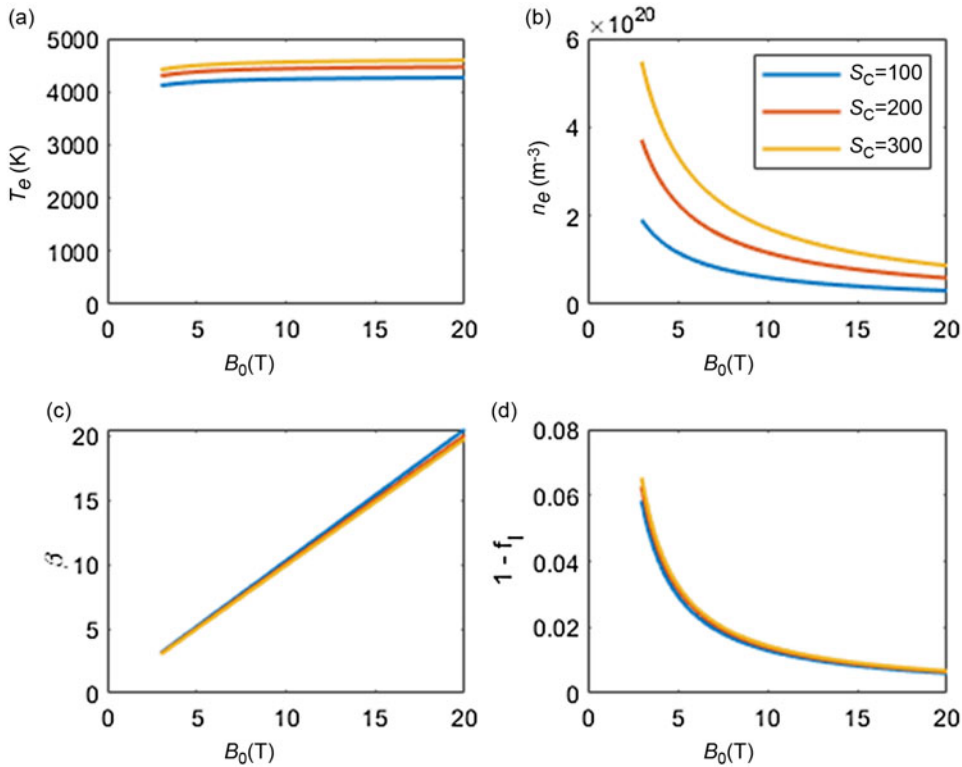 (a)
5000
4000
3000
2000
1000
0
T_e (K)
0 5 10 15 20
B_0(T)
(b)
× 10^20
6
4
2
0
n_e (m^-3)
S_C=100
S_C=200
S_C=300
0 5 10 15 20
B_0(T)
(c)
20
15
10
5
0
β
0 5 10 15 20
B_0(T)
(d)
0.08
0.06
0.04
0.02
0
1 - f_I
0 5 10 15 20
B_0(T)